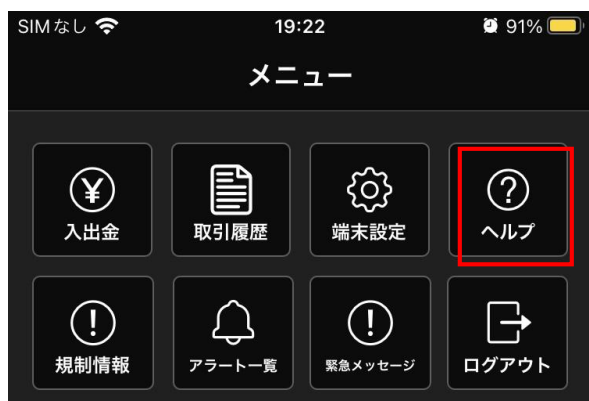 SIMなし 19:22 91%
メニュー
入出金 取引履歴 端末設定 ヘルプ
規制情報 アラート一覧 緊急メッセージ ログアウト